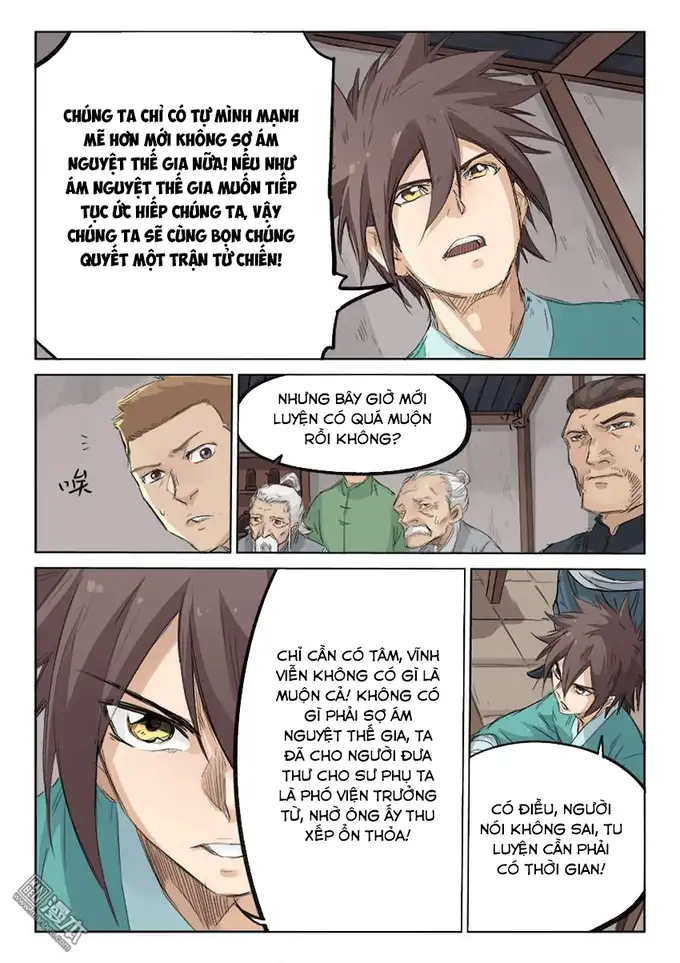 CHÚNG TA CHỈ CÓ TỰ MÌNH MẠNH
MẼ HƠN MỚI KHÔNG SỢ ÁM
NGUYỆT THẾ GIA NỮA! NẾU NHƯ
ÁM NGUYỆT THẾ GIA MUỐN TIẾP
TỤC ỨC HIẾP CHÚNG TA, VẬY
CHÚNG TA SẼ CÙNG BỌN CHÚNG
QUYẾT MỘT TRẬN TỬ CHIẾN!
唉
NHƯNG BÂY GIỜ MỚI
LUYỆN CÓ QUÁ MUỘN
RỒI KHÔNG?
CHỈ CẦN CÓ TÂM, VĨNH
VIỄN KHÔNG CÓ GÌ LÀ
MUỘN CẢ! KHÔNG CÓ
GÌ PHẢI SỢ ÁM
NGUYỆT THẾ GIA, TA
ĐÃ CHO NGƯỜI ĐƯA
THƯ CHO SƯ PHỤ TA
LÀ PHÓ VIỆN TRƯỞNG
TỬ, NHỜ ÔNG ẤY THU
XẾP ỔN THỎA!
CÓ ĐIỀU, NGƯỜI
NÓI KHÔNG SAI, TU
LUYỆN CẦN PHẢI
CÓ THỜI GIAN!